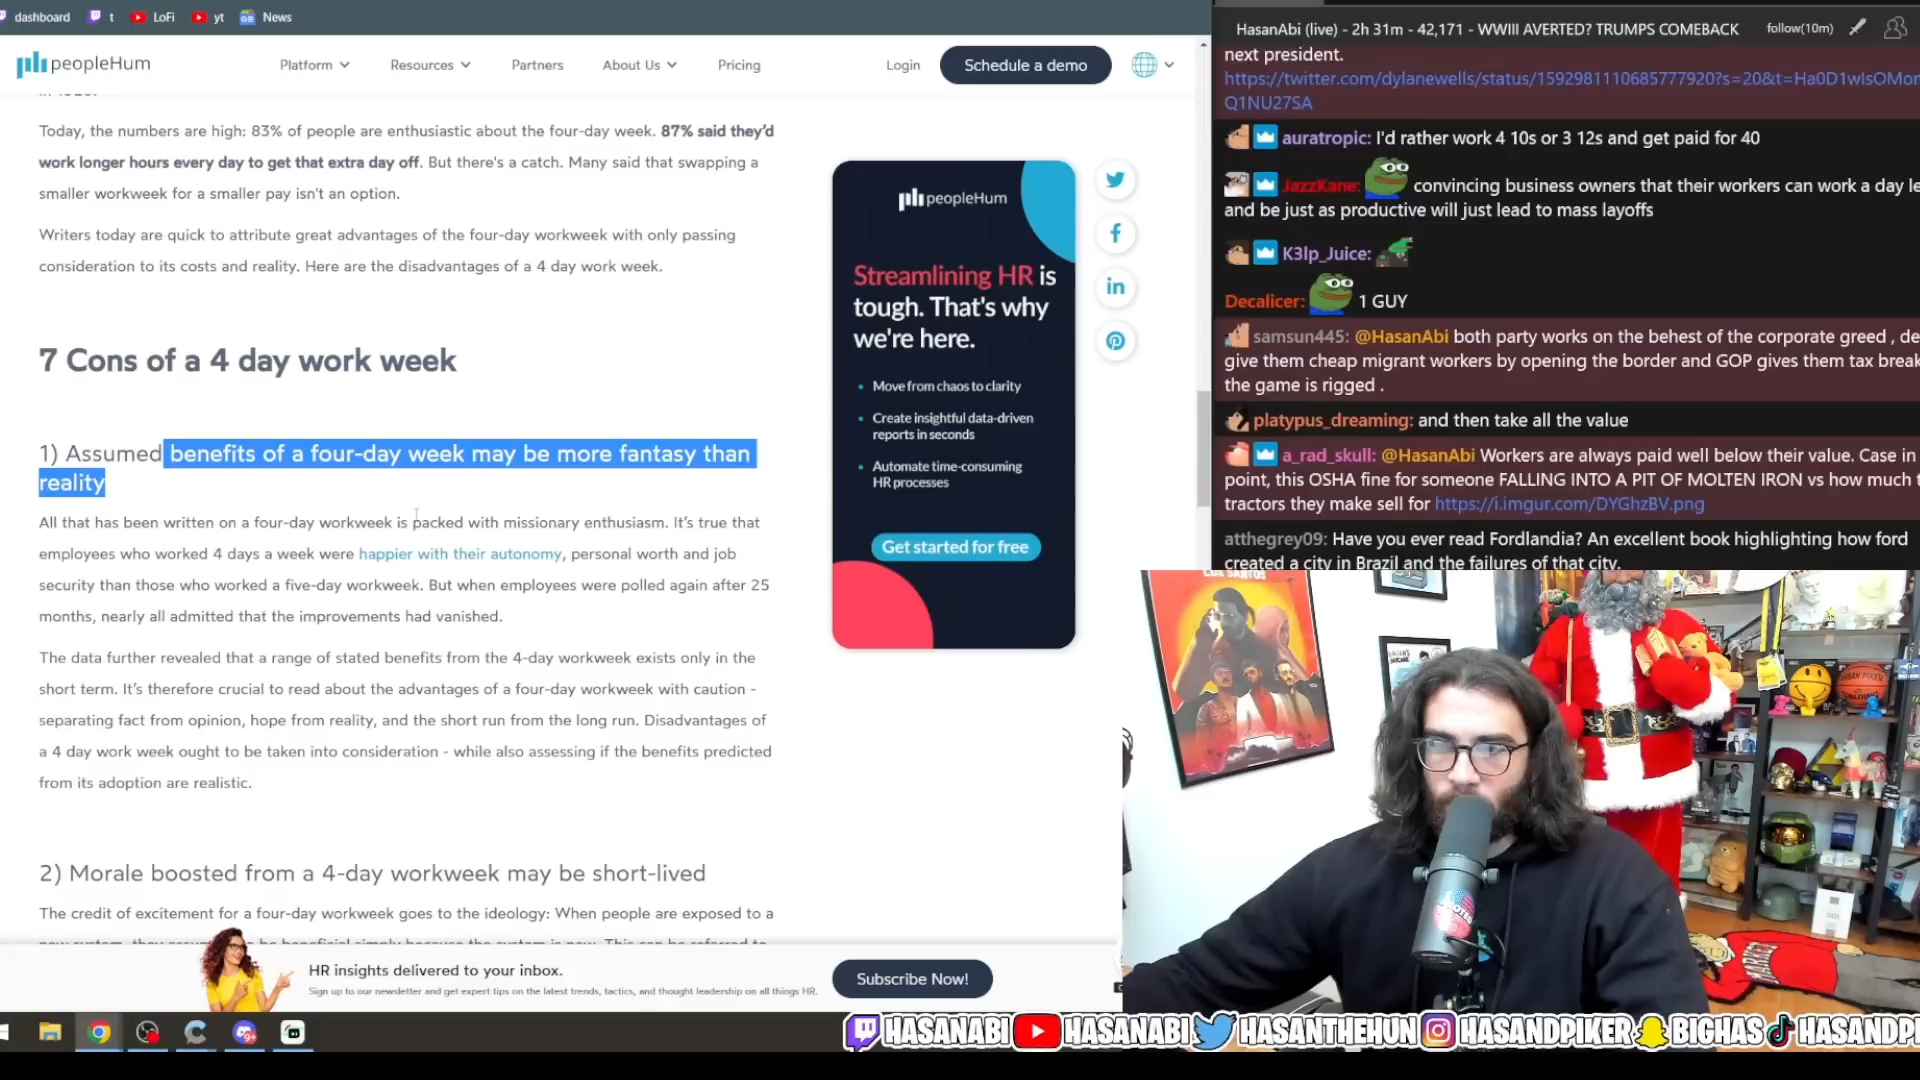 dashboard
t
LoFi
yt
News
peopleHum
Platform
Resources
Partners
About Us
Pricing
Login
Schedule a demo
Today, the numbers are high: 83% of people are enthusiastic about the four-day week. 87% said they'd
work longer hours every day to get that extra day off. But there's a catch. Many said that swapping a
smaller workweek for a smaller pay isn't an option.
Writers today are quick to attribute great advantages of the four-day workweek with only passing
consideration to its costs and reality. Here are the disadvantages of a 4 day work week.
7 Cons of a 4 day work week
1) Assumed benefits of a four-day week may be more fantasy than
reality
All that has been written on a four-day workweek is packed with missionary enthusiasm. It's true that
employees who worked 4 days a week were happier with their autonomy, personal worth and job
security than those who worked a five-day workweek. But when employees were polled again after 25
months, nearly all admitted that the improvements had vanished.
The data further revealed that a range of stated benefits from the 4-day workweek exists only in the
short term. It's therefore crucial to read about the advantages of a four-day workweek with caution -
separating fact from opinion, hope from reality, and the short run from the long run. Disadvantages of
a 4 day work week ought to be taken into consideration - while also assessing if the benefits predicted
from its adoption are realistic.
2) Morale boosted from a 4-day workweek may be short-lived
The credit of excitement for a four-day workweek goes to the ideology: When people are exposed to a
peopleHum
Streamlining HR is
tough. That's why
we're here.
Move from chaos to clarity
Create insightful data-driven
reports in seconds
Automate time-consuming
HR processes
Get started for free
HR insights delivered to your inbox.
Sign up to our newsletter and get expert tips on the latest trends, tactics, and thought leadership on all things HR.
Subscribe Now!
HasanAbi (live) - 2h 31m - 42,171 - WWIII AVERTED? TRUMPS COMEBACK
follow(10m)
next president.
https://twitter.com/dylanewells/status/1592981110685777920?s=20&t=Ha0D1wIsOMor
Q1NU27SA
auratropic: I'd rather work 4 10s or 3 12s and get paid for 40
JazzKane: convincing business owners that their workers can work a day le
and be just as productive will just lead to mass layoffs
K3lp_Juice:
Decalicer: 1 GUY
samsun445: @HasanAbi both party works on the behest of the corporate greed , de
give them cheap migrant workers by opening the border and GOP gives them tax break
the game is rigged .
platypus_dreaming: and then take all the value
a_rad_skull: @HasanAbi Workers are always paid well below their value. Case in
point, this OSHA fine for someone FALLING INTO A PIT OF MOLTEN IRON vs how much t
tractors they make sell for https://i.imgur.com/DYGhzBV.png
atthegrey09: Have you ever read Fordlandia? An excellent book highlighting how ford
created a city in Brazil and the failures of that city.
LOS SANTOS
HASANABI HASANABI HASANTHEHUN HASANDPIKER BIGHAS HASANDPI